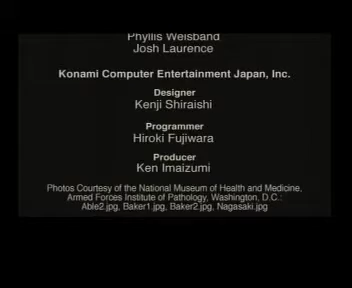 Phyllis Weisband
Josh Laurence
Konami Computer Entertainment Japan, Inc.
Designer
Kenji Shiraishi
Programmer
Hiroki Fujiwara
Producer
Ken Imaizumi
Photos Courtesy of the National Museum of Health and Medicine,
Armed Forces Institute of Pathology, Washington, D.C.:
Able2.jpg, Baker1.jpg, Baker2.jpg, Nagasaki.jpg